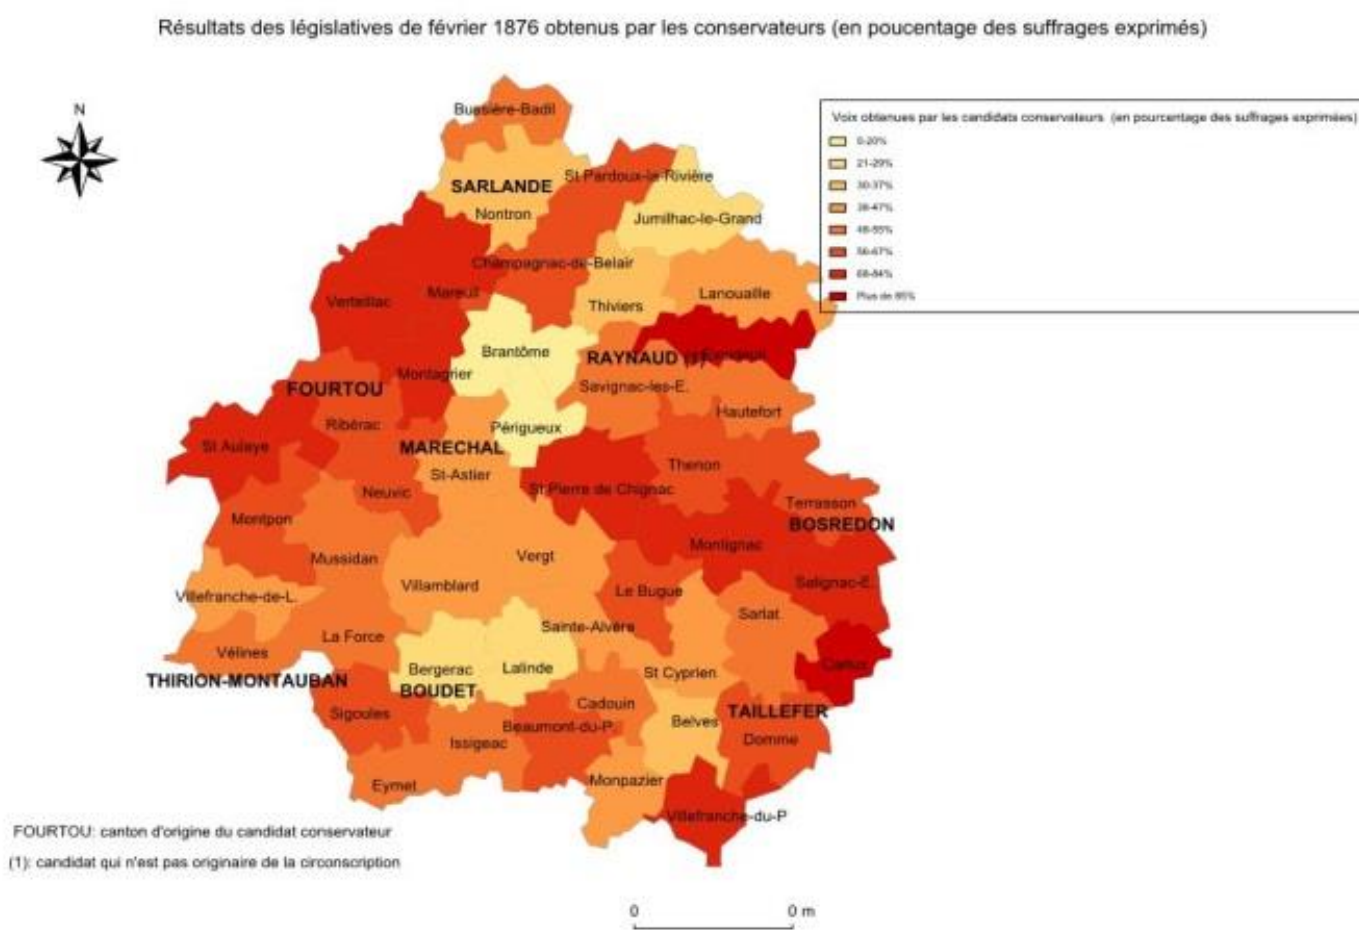 Résultats des législatives de février 1876 obtenus par les conservateurs (en poucentage des suffrages exprimés)
N
Voix obtenues par les candidats conservateurs (en pourcentage des suffrages exprimées)
0-20%
21-29%
30-37%
38-47%
48-55%
56-67%
68-84%
Plus de 85%
Bussière-Badil
St Pardoux-la-Rivière
SARLANDE
Nontron
Jumilhac-le-Grand
Champagnac-de-Belair
Mareuil
Verteillac
Thiviers
Lanouaille
Brantôme
RAYNAUD (1)
Montagrier
FOURTOU
Savignac-les-E.
Hautefort
Ribérac
Périgueux
St Aulaye
MARECHAL
St-Astier
Thenon
Neuvic
St Pierre de Chignac
Terrasson
Montpon
BOSREDON
Montignac
Mussidan
Vergt
Villamblard
Salignac-E.
Le Bugue
Villefranche-de-L.
Sarlat
Sainte-Alvère
La Force
Vélines
Bergerac
Lalinde
St Cyprien
Carlux
THIRION-MONTAUBAN
BOUDET
Cadouin
TAILLEFER
Sigoules
Beaumont-du-P.
Belves
Issigeac
Domme
Eymet
Monpazier
Villefranche-du-P
FOURTOU: canton d'origine du candidat conservateur
(1): candidat qui n'est pas originaire de la circonscription
0 0 m